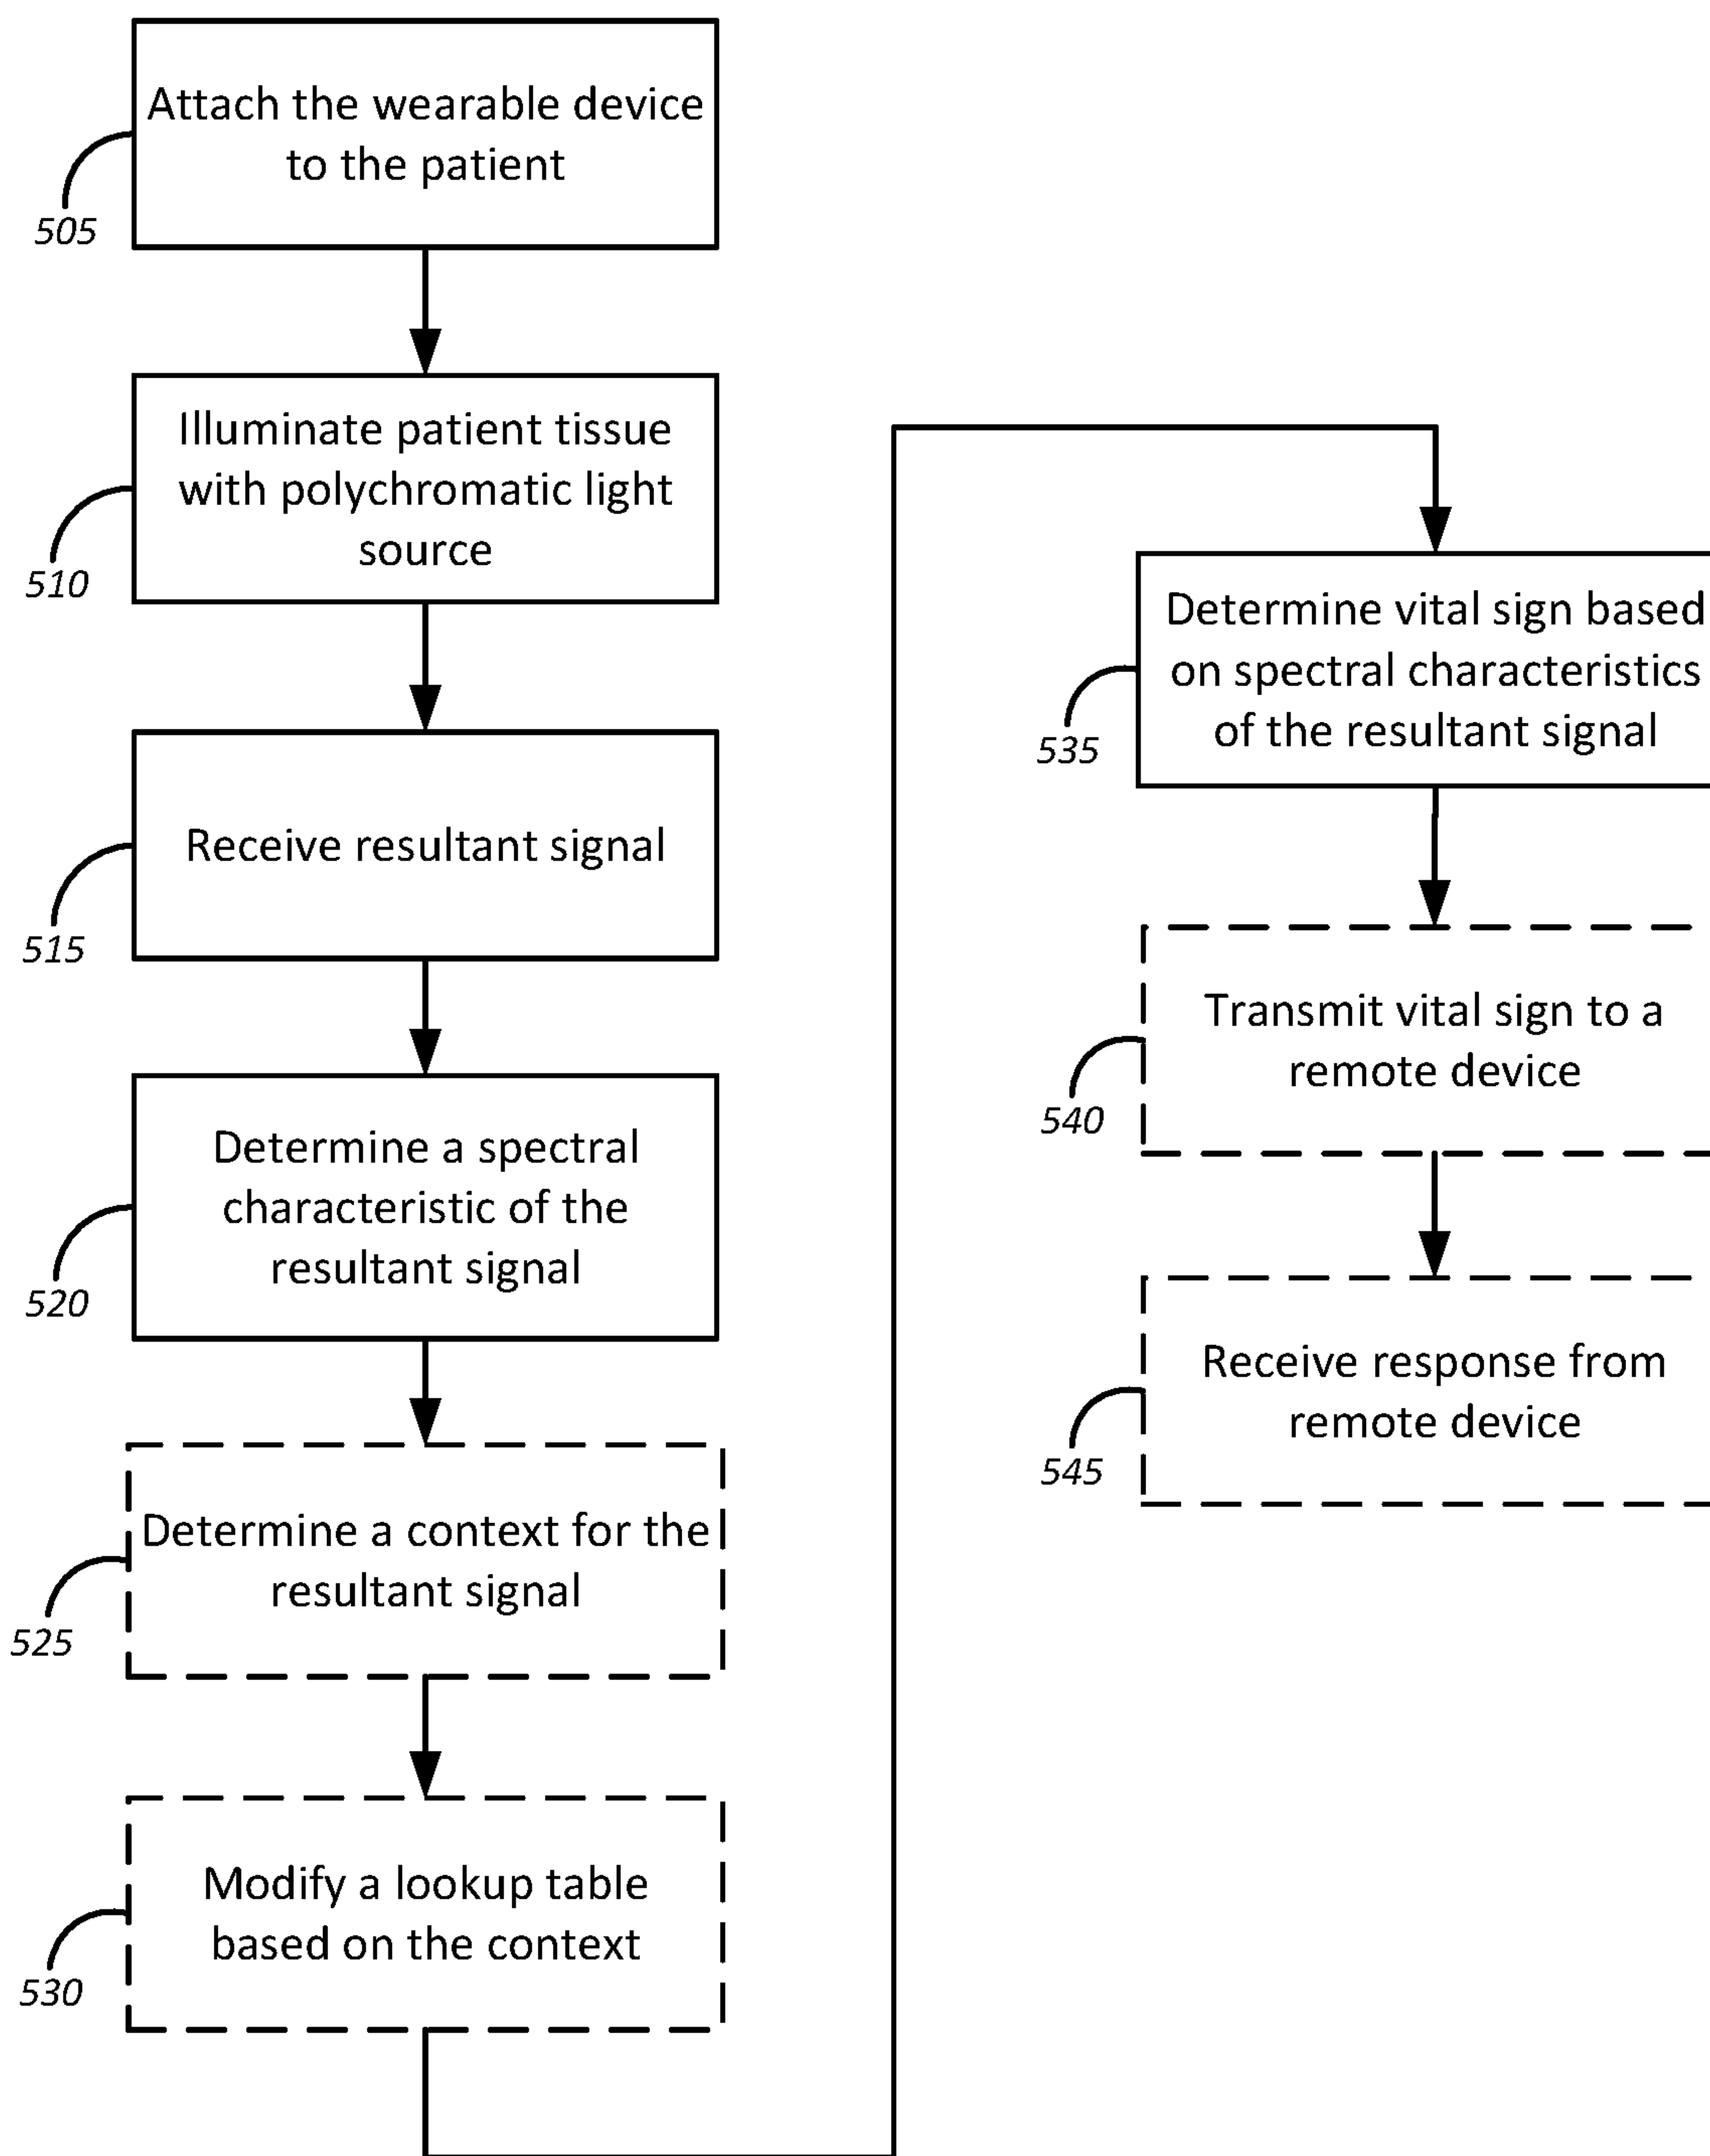 Attach the wearable device
to the patient
505
Illuminate patient tissue
with polychromatic light
source
510
Receive resultant signal
515
Determine a spectral
characteristic of the
resultant signal
520
Determine a context for the
resultant signal
525
Modify a lookup table
based on the context
530
Determine vital sign based
on spectral characteristics
of the resultant signal
535
Transmit vital sign to a
remote device
540
Receive response from
remote device
545